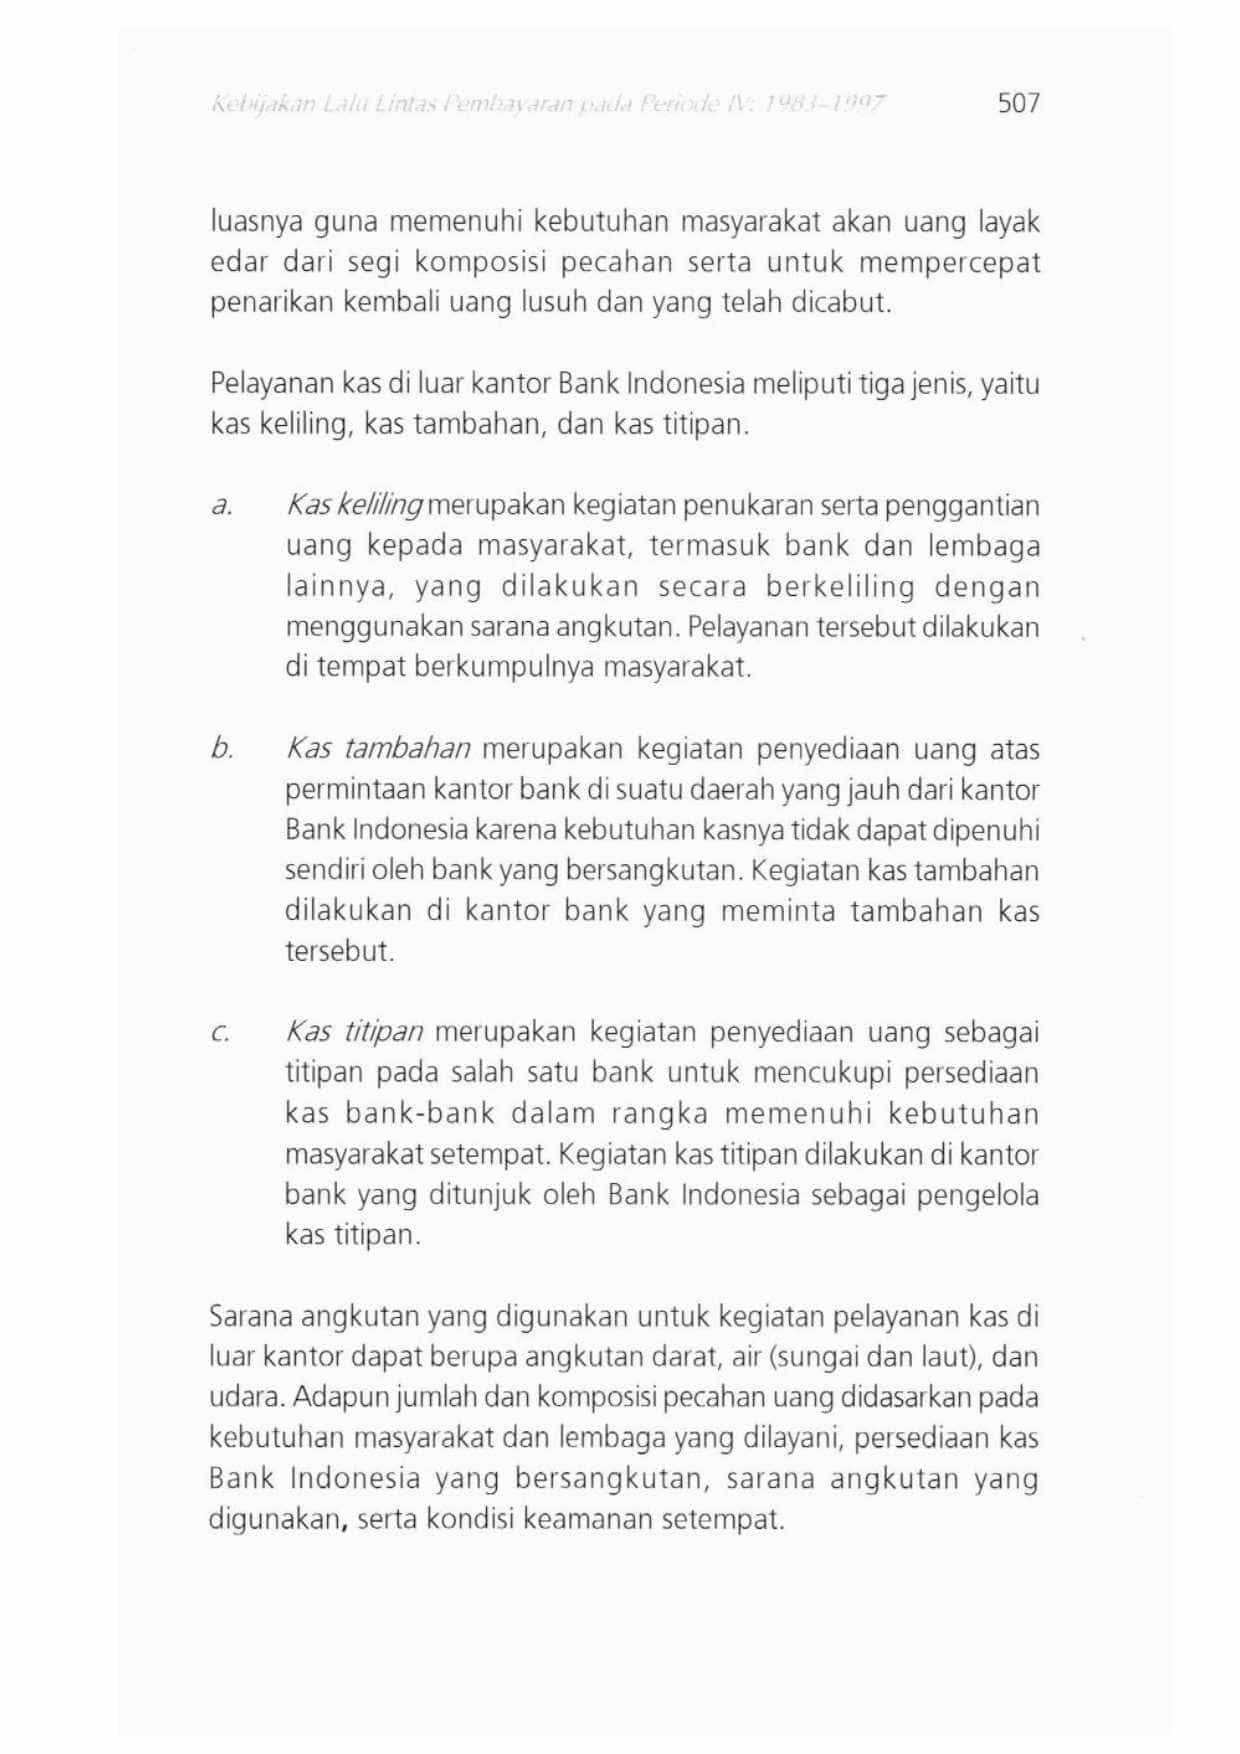 Kebijakan Lalu Lintas Pembayaran pada Periode IV: 1983–1997 507
luasnya guna memenuhi kebutuhan masyarakat akan uang layak
edar dari segi komposisi pecahan serta untuk mempercepat
penarikan kembali uang lusuh dan yang telah dicabut.
Pelayanan kas di luar kantor Bank Indonesia meliputi tiga jenis, yaitu
kas keliling, kas tambahan, dan kas titipan.
a. Kas keliling merupakan kegiatan penukaran serta penggantian
uang kepada masyarakat, termasuk bank dan lembaga
lainnya, yang dilakukan secara berkeliling dengan
menggunakan sarana angkutan. Pelayanan tersebut dilakukan
di tempat berkumpulnya masyarakat.
b. Kas tambahan merupakan kegiatan penyediaan uang atas
permintaan kantor bank di suatu daerah yang jauh dari kantor
Bank Indonesia karena kebutuhan kasnya tidak dapat dipenuhi
sendiri oleh bank yang bersangkutan. Kegiatan kas tambahan
dilakukan di kantor bank yang meminta tambahan kas
tersebut.
c. Kas titipan merupakan kegiatan penyediaan uang sebagai
titipan pada salah satu bank untuk mencukupi persediaan
kas bank-bank dalam rangka memenuhi kebutuhan
masyarakat setempat. Kegiatan kas titipan dilakukan di kantor
bank yang ditunjuk oleh Bank Indonesia sebagai pengelola
kas titipan.
Sarana angkutan yang digunakan untuk kegiatan pelayanan kas di
luar kantor dapat berupa angkutan darat, air (sungai dan laut), dan
udara. Adapun jumlah dan komposisi pecahan uang didasarkan pada
kebutuhan masyarakat dan lembaga yang dilayani, persediaan kas
Bank Indonesia yang bersangkutan, sarana angkutan yang
digunakan, serta kondisi keamanan setempat.